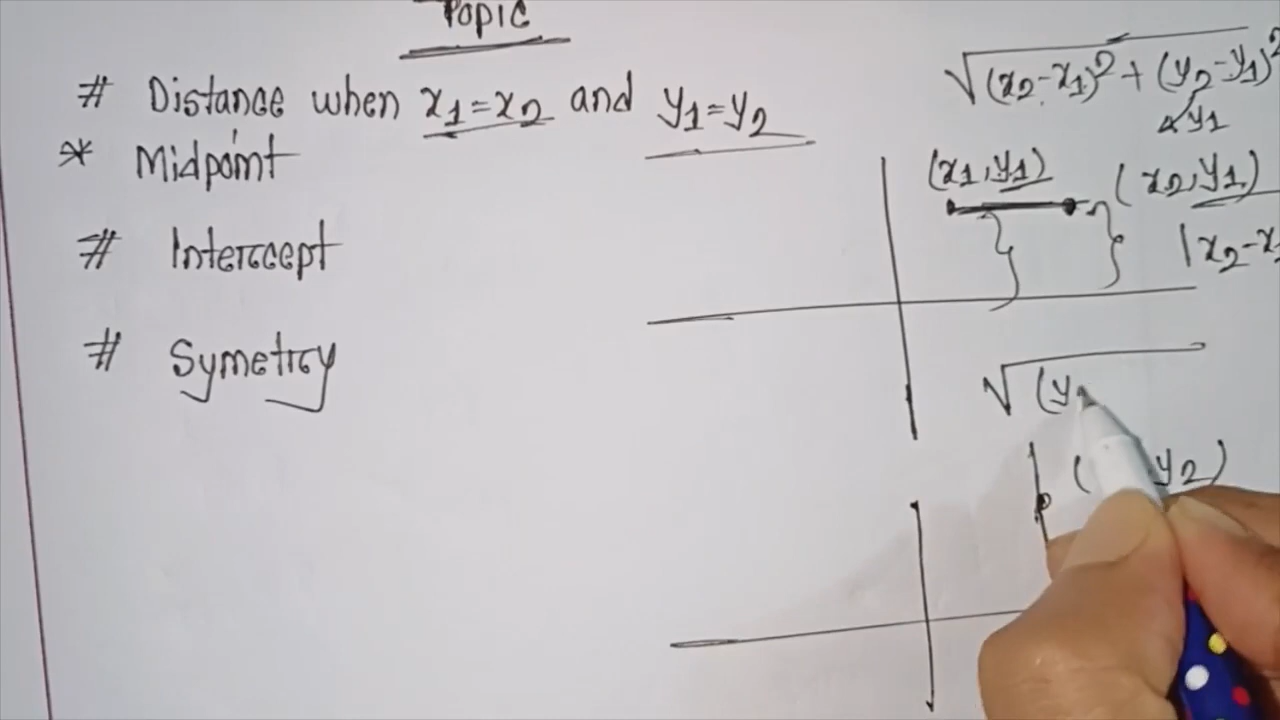 Topic
# Distance when x1=x2 and y1=y2
* Midpoint
# Intercept
# Symetry
√(x2-x1)² + (y2-y1)²
y1
(x1,y1) (x2,y1)
|x2-x
√(y
( y2)